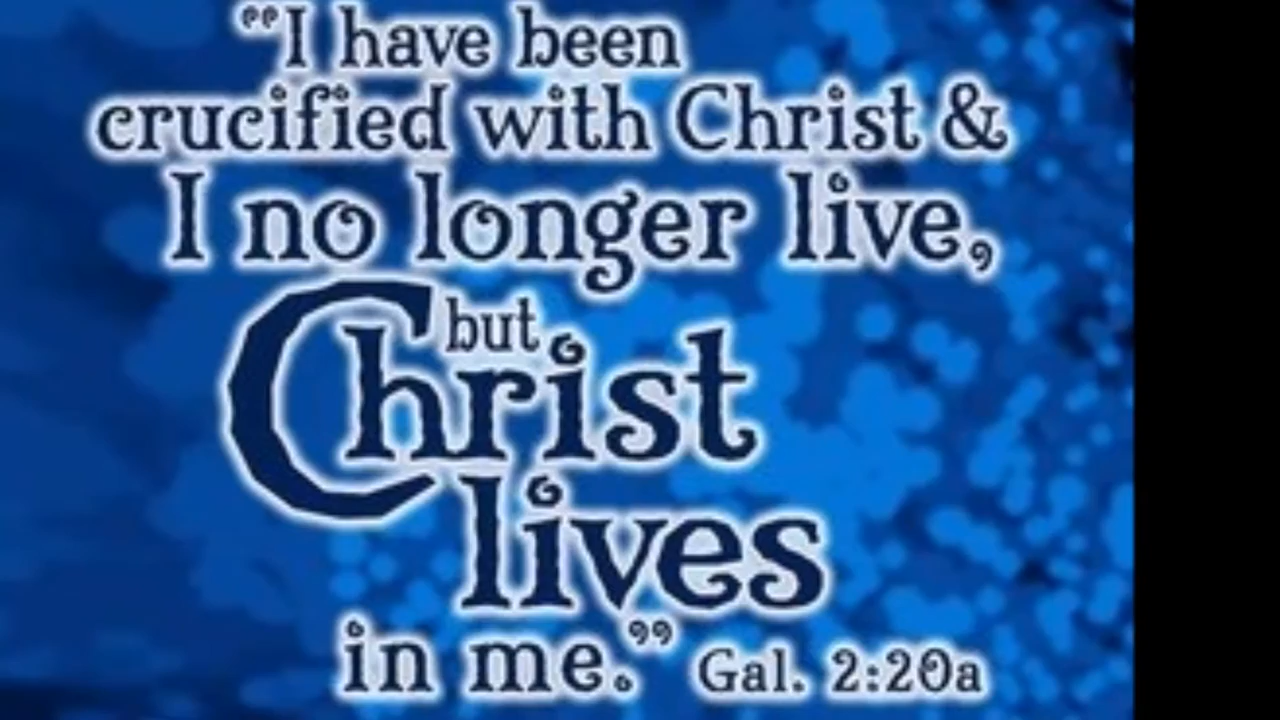 “I have been
crucified with Christ &
I no longer live,
but
Christ
lives
in me.” Gal. 2:20a